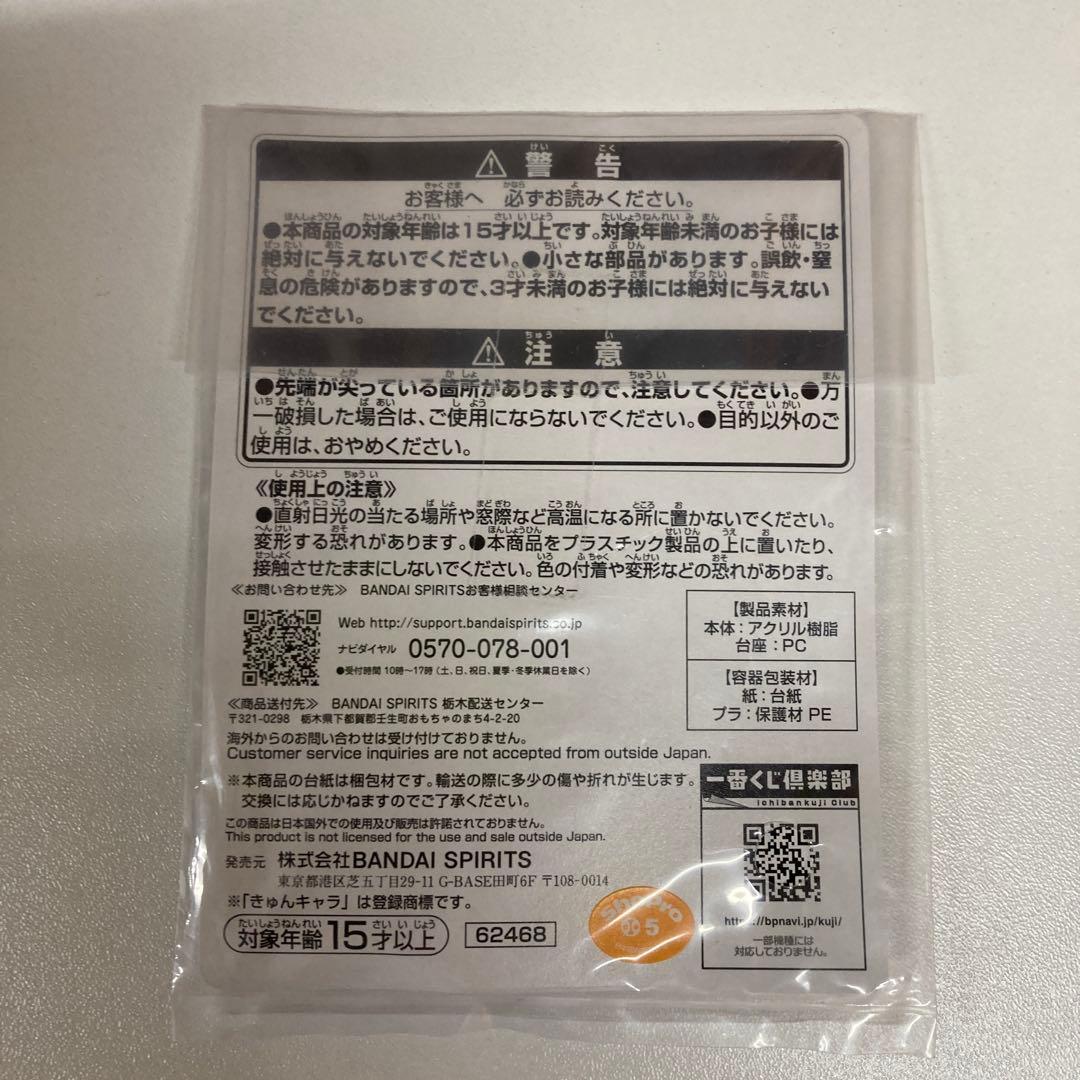 ⚠警告
お客様へ 必ずお読みください。
●本商品の対象年齢は15才以上です。対象年齢未満のお子様には
絶対に与えないでください。●小さな部品があります。誤飲・窒
息の危険がありますので、3才未満のお子様には絶対に与えない
でください。
⚠注意
●先端が尖っている箇所がありますので、注意してください。●万
一破損した場合は、ご使用にならないでください。●目的以外のご
使用は、おやめください。
《使用上の注意》
●直射日光の当たる場所や窓際など高温になる所に置かないでください。
変形する恐れがあります。●本商品をプラスチック製品の上に置いたり、
接触させたままにしないでください。色の付着や変形などの恐れがあります。
≪お問い合わせ先≫ BANDAI SPIRITSお客様相談センター
Web http://support.bandaispirits.co.jp
ナビダイヤル 0570-078-001
●受付時間 10時〜17時(土、日、祝日、夏季・冬季休業日を除く)
≪商品送付先≫ BANDAI SPIRITS 栃木配送センター
〒321-0298 栃木県下都賀郡壬生町おもちゃのまち4-2-20
【製品素材】
本体:アクリル樹脂
台座:PC
【容器包装材】
紙:台紙
プラ:保護材 PE
海外からのお問い合わせは受け付けておりません。
Customer service inquiries are not accepted from outside Japan.
※本商品の台紙は梱包材です。輸送の際に多少の傷や折れが生じます。
交換には応じかねますのでご了承ください。
この商品は日本国外での使用及び販売は許諾されておりません。
This product is not licensed for the use and sale outside Japan.
発売元 株式会社BANDAI SPIRITS
東京都港区芝五丁目29-11 G-BASE田町6F 〒108-0014
※「きゅんキャラ」は登録商標です。
対象年齢15才以上
62468
ShoPro
小 5
一番くじ倶楽部
ichibankuji Club
https://bpnavi.jp/kuji/
一部機種には
対応しておりません。